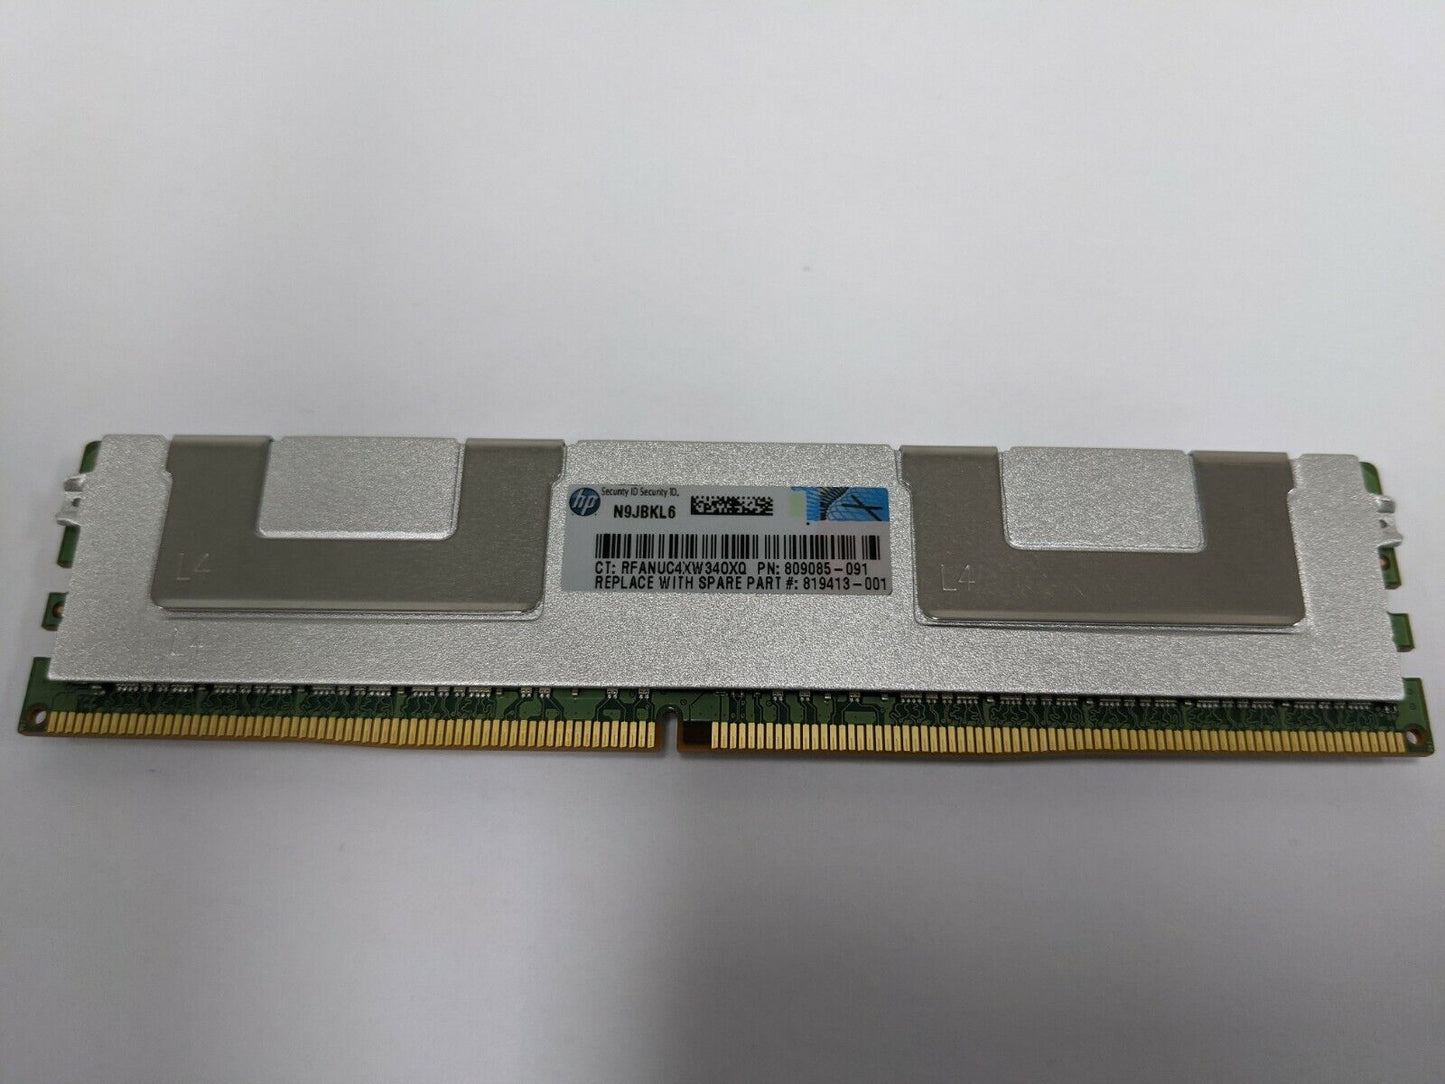 hp Security ID Security ID.
N9JBKL6
CT: RFANUC4XW340XQ PN: 809085-091
REPLACE WITH SPARE PART #: 819413-001
L4
L4
L4